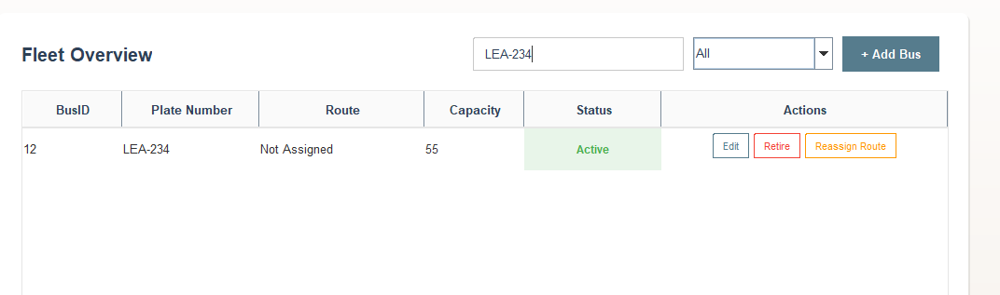 Fleet Overview LEA-234 All + Add Bus
BusID Plate Number Route Capacity Status Actions
12 LEA-234 Not Assigned 55 Active Edit Retire Reassign Route